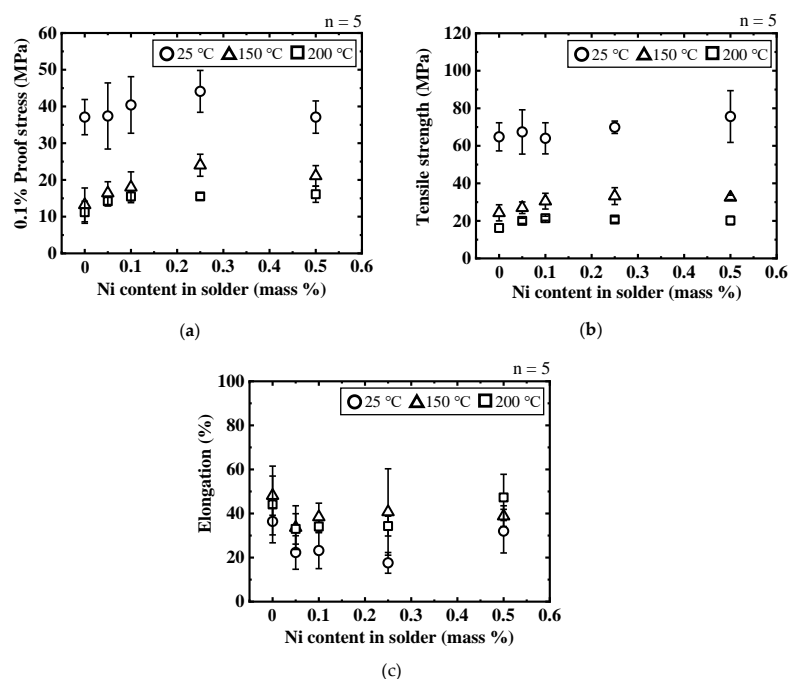 n = 5
25 °C 150 °C 200 °C
60
50
40
30
20
10
0
0 0.1 0.2 0.3 0.4 0.5 0.6
0.1% Proof stress (MPa)
Ni content in solder (mass %)
(a)
n = 5
25 °C 150 °C 200 °C
120
100
80
60
40
20
0
0 0.1 0.2 0.3 0.4 0.5 0.6
Tensile strength (MPa)
Ni content in solder (mass %)
(b)
n = 5
25 °C 150 °C 200 °C
100
80
60
40
20
0
0 0.1 0.2 0.3 0.4 0.5 0.6
Elongation (%)
Ni content in solder (mass %)
(c)